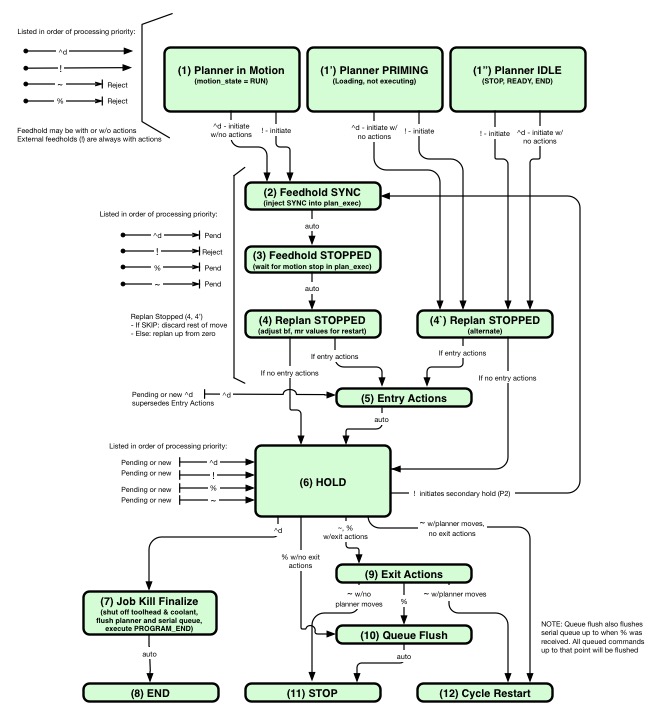 Listed in order of processing priority:
^d
!
~ Reject
% Reject
Feedhold may be with or w/o actions
External feedholds (!) are always with actions
(1) Planner in Motion
(motion_state = RUN)
(1') Planner PRIMING
(Loading, not executing)
(1") Planner IDLE
(STOP, READY, END)
^d - initiate
w/no actions
! - initiate
^d - initiate w/
no actions
! - initiate
! - initiate
^d - initiate w/
no actions
(2) Feedhold SYNC
(inject SYNC into plan_exec)
auto
Listed in order of processing priority:
^d Pend
! Reject
% Pend
~ Pend
(3) Feedhold STOPPED
(wait for motion stop in plan_exec)
auto
Replan Stopped (4, 4')
- If SKIP: discard rest of move
- Else: replan up from zero
(4) Replan STOPPED
(adjust bf, mr values for restart)
(4`) Replan STOPPED
(alternate)
If entry actions
If no entry actions
If entry actions
If no entry actions
Pending or new ^d
supersedes Entry Actions
^d
(5) Entry Actions
auto
Listed in order of processing priority:
Pending or new ^d
Pending or new !
Pending or new %
Pending or new ~
(6) HOLD
! initiates secondary hold (P2)
^d
% w/no exit
actions
~, %
w/exit actions
~ w/planner moves,
no exit actions
(9) Exit Actions
~ w/no
planner moves
%
~ w/planner moves
(7) Job Kill Finalize
(shut off toolhead & coolant,
flush planner and serial queue,
execute PROGRAM_END)
(10) Queue Flush
NOTE: Queue flush also flushes
serial queue up to when % was
received. All queued commands
up to that point will be flushed
auto
auto
(8) END
(11) STOP
(12) Cycle Restart